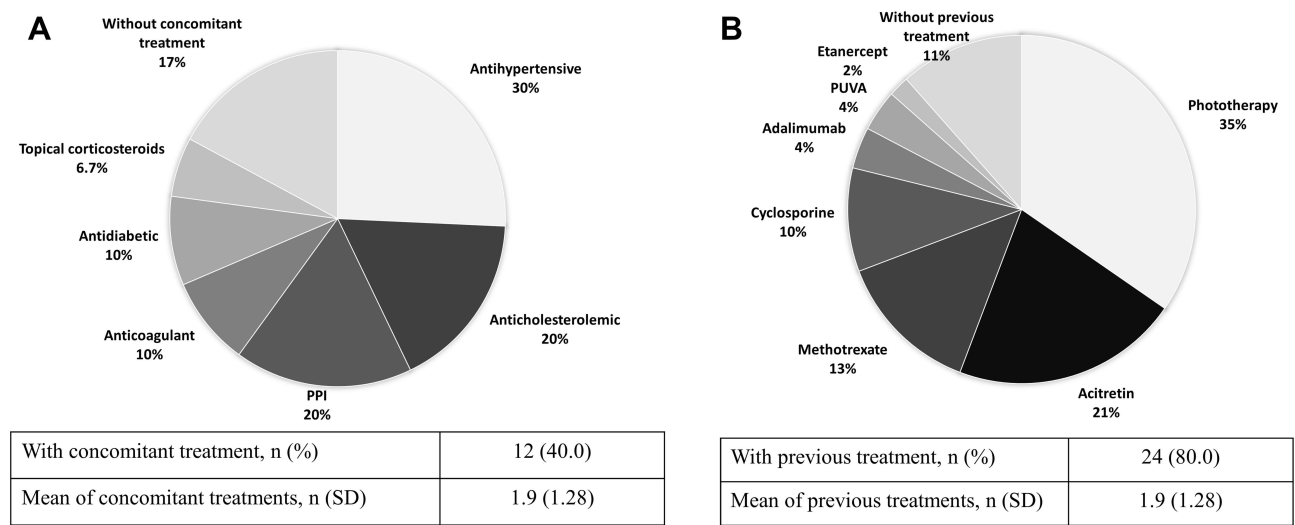 A
Without concomitant
treatment
17%
Antihypertensive
30%
Topical corticosteroids
6.7%
Antidiabetic
10%
Anticoagulant
10%
PPI
20%
Anticholesterolemic
20%
With concomitant treatment, n (%) 12 (40.0)
Mean of concomitant treatments, n (SD) 1.9 (1.28)
B
Without previous
treatment
11%
Etanercept
2%
PUVA
4%
Adalimumab
4%
Phototherapy
35%
Cyclosporine
10%
Methotrexate
13%
Acitretin
21%
With previous treatment, n (%) 24 (80.0)
Mean of previous treatments, n (SD) 1.9 (1.28)